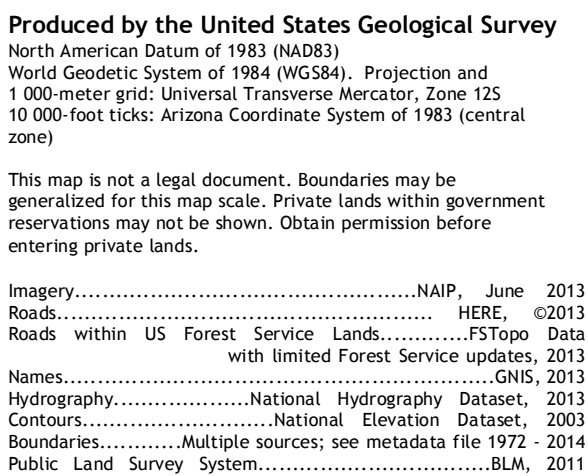 Produced by the United States Geological Survey
North American Datum of 1983 (NAD83)
World Geodetic System of 1984 (WGS84).  Projection and
1 000-meter grid: Universal Transverse Mercator, Zone 12S
10 000-foot ticks: Arizona Coordinate System of 1983 (central
zone)
This map is not a legal document. Boundaries may be
generalized for this map scale. Private lands within government
reservations may not be shown. Obtain permission before
entering private lands.
Imagery..................................................NAIP, June 2013
Roads....................................................... HERE, ©2013
Roads within US Forest Service Lands.............FSTopo Data
with limited Forest Service updates, 2013
Names...............................................................GNIS, 2013
Hydrography...................National Hydrography Dataset, 2013
Contours...........................National Elevation Dataset, 2003
Boundaries...........Multiple sources; see metadata file 1972 - 2014
Public Land Survey System..................................BLM, 2011